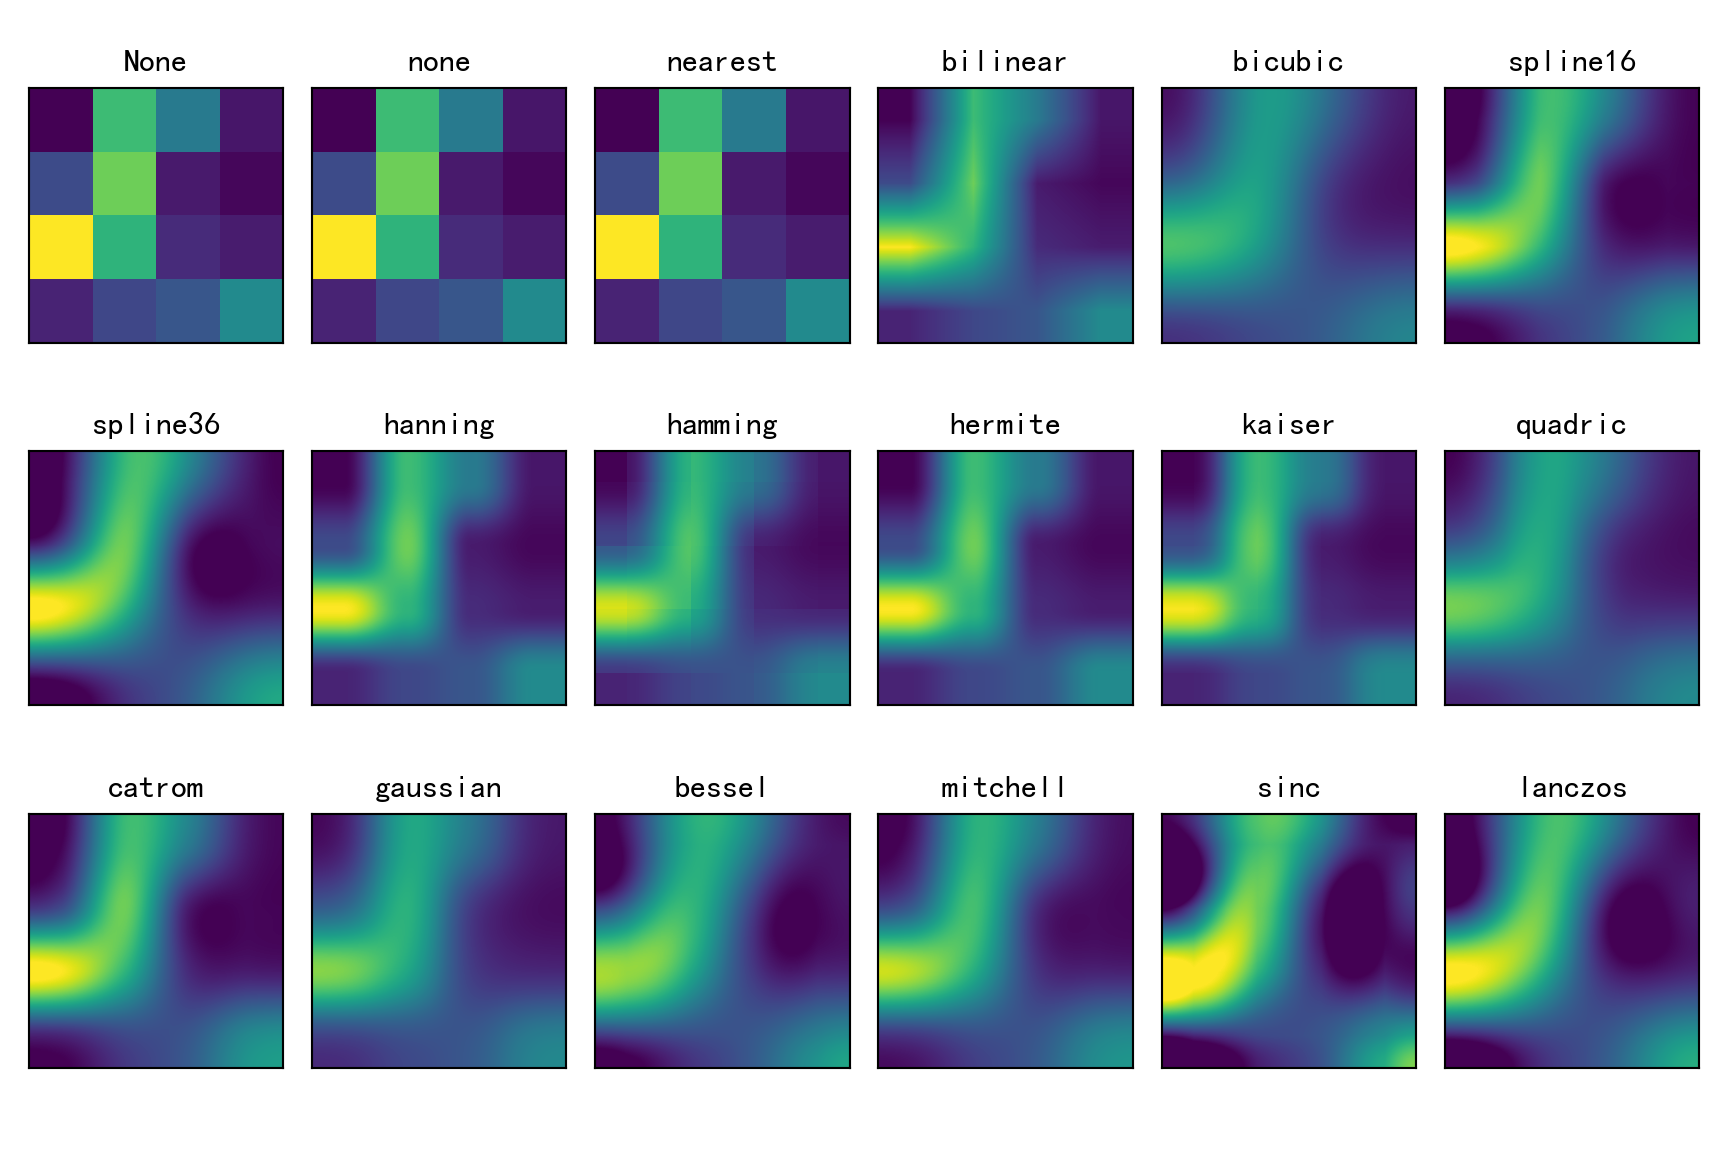 None none nearest bilinear bicubic spline16
spline36 hanning hamming hermite kaiser quadric
catrom gaussian bessel mitchell sinc lanczos